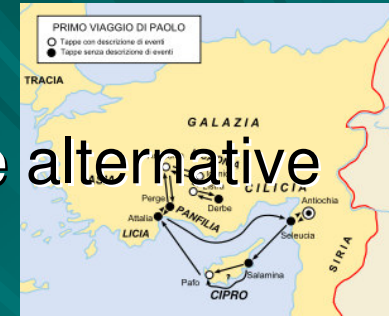 PRIMO VIAGGIO DI PAOLO
Tappe con descrizione di eventi
Tappe senza descrizione di eventi
TRACIA
GALAZIA
e alternative
CILICIA
Antiochia
Perge
Derbe
PANFILIA
Attalia
LICIA
Seleucia
SIRIA
Salamina
Pafo
?
CIPRO